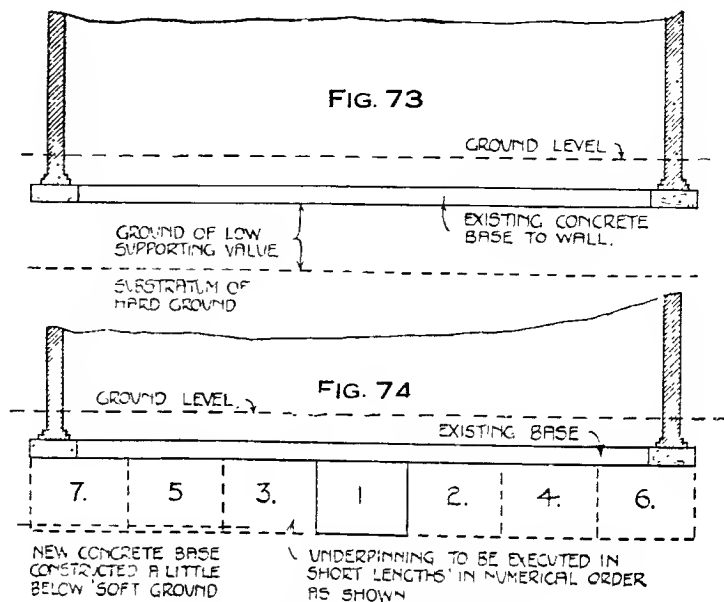 FIG. 73
GROUND LEVEL
GROUND OF LOW
SUPPORTING VALUE
EXISTING CONCRETE
BASE TO WALL.
SUBSTRATUM OF
HARD GROUND
FIG. 74
GROUND LEVEL.
EXISTING BASE
7. 5 3. 1 2. 4. 6.
NEW CONCRETE BASE
CONSTRUCTED A LITTLE
BELOW 'SOFT GROUND
UNDERPINNING TO BE EXECUTED IN
SHORT LENGTHS' IN NUMERICAL ORDER
AS SHOWN